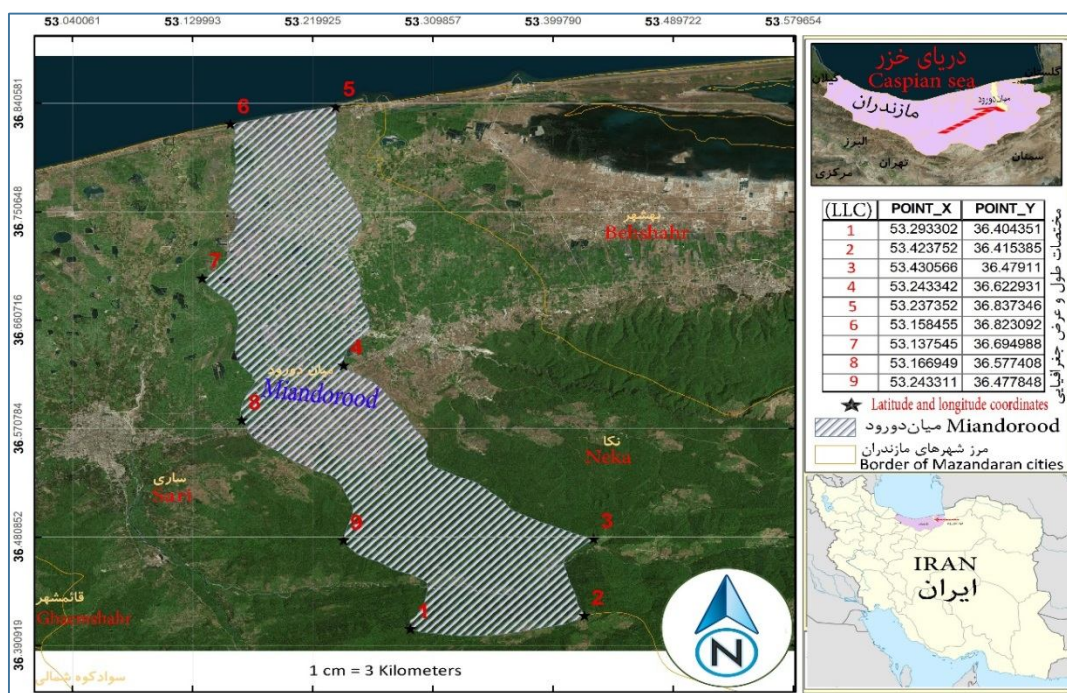 53.040061 53.129993 53.219925 53.309857 53.399790 53.489722 53.579654
36.840581
36.750648
36.660716
36.570784
36.480852
36.390919
6
5
7
4
8
9
3
1
2
بهشهر
Behshahr
میان دورود
Miandorood
نکا
Neka
ساری
Sari
قائمشهر
Ghaemshahr
سوادکوه شمالی
1 cm = 3 Kilometers
N
دریای خزر
Caspian sea
گیلان
گلستان
مازندران
میان‌دورود
البرز
تهران
سمنان
مرکزی
(LLC) POINT_X POINT_Y
1 53.293302 36.404351
2 53.423752 36.415385
3 53.430566 36.47911
4 53.243342 36.622931
5 53.237352 36.837346
6 53.158455 36.823092
7 53.137545 36.694988
8 53.166949 36.577408
9 53.243311 36.477848
مختصات طول و عرض جغرافیایی
Latitude and longitude coordinates
میان‌دورود Miandorood
مرز شهرهای مازندران
Border of Mazandaran cities
IRAN
ایران